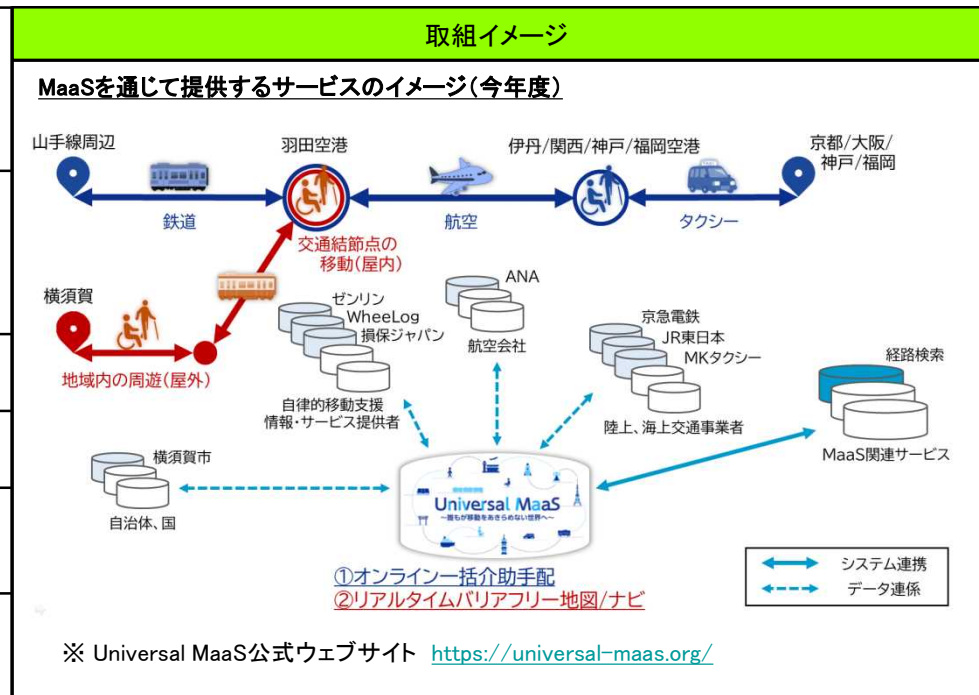 取組イメージ
MaaSを通じて提供するサービスのイメージ（今年度）
山手線周辺
羽田空港
伊丹/関西/神戸/福岡空港
京都/大阪/
神戸/福岡
鉄道
航空
タクシー
交通結節点の
移動（屋内）
横須賀
地域内の周遊（屋外）
ゼンリン
WheeLog
損保ジャパン
自律的移動支援
情報・サービス提供者
ANA
航空会社
京急電鉄
JR東日本
MKタクシー
陸上、海上交通事業者
経路検索
MaaS関連サービス
横須賀市
自治体、国
Universal MaaS
〜誰もが移動をあきらめない世界へ〜
①オンライン一括介助手配
②リアルタイムバリアフリー地図/ナビ
システム連携
データ連係
※ Universal MaaS公式ウェブサイト https://universal-maas.org/